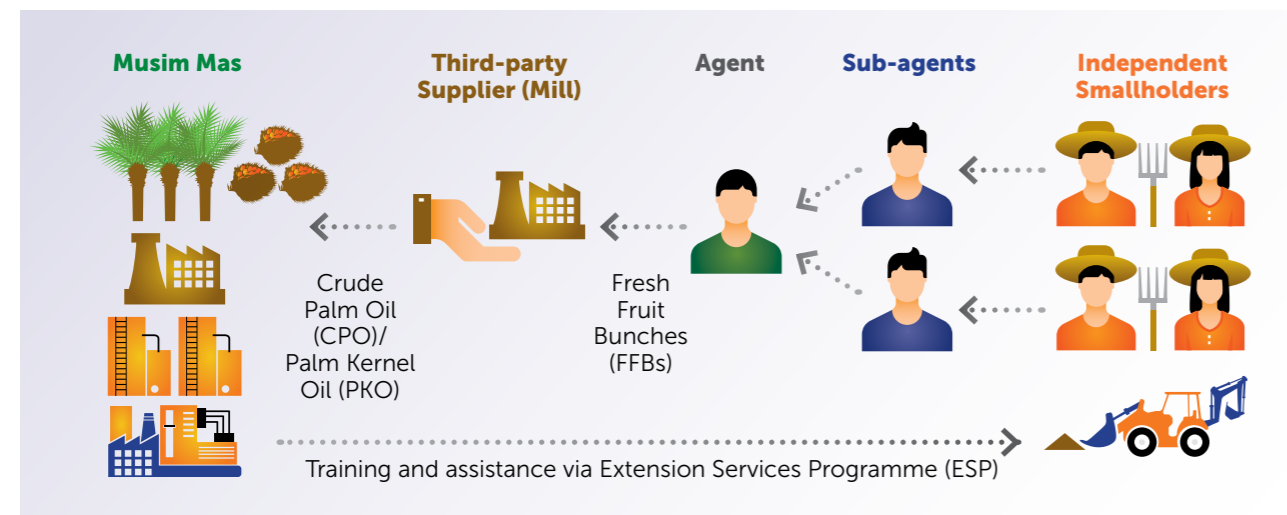 Musim Mas
Third-party
Supplier (Mill)
Agent
Sub-agents
Independent
Smallholders
Crude
Palm Oil
(CPO)/
Palm Kernel
Oil (PKO)
Fresh
Fruit
Bunches
(FFBs)
Training and assistance via Extension Services Programme (ESP)